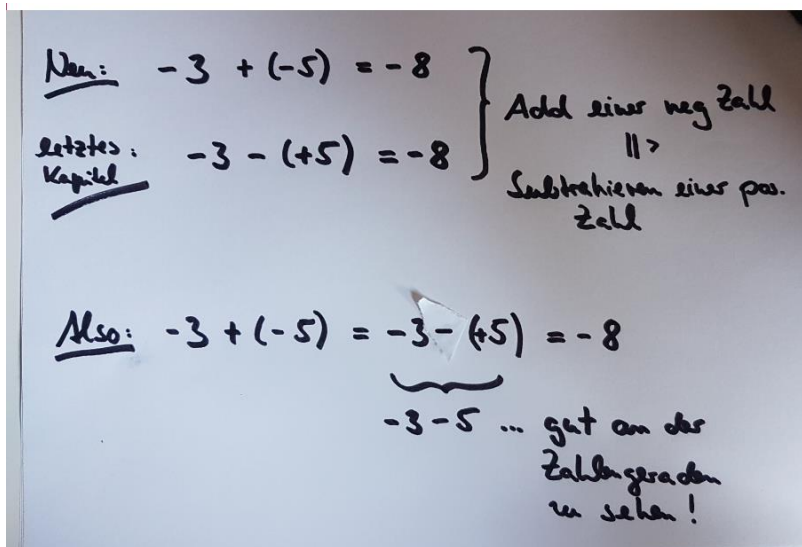 Neu: -3 + (-5) = -8
letztes: -3 - (+5) = -8
Kapitel
Add einer neg Zahl
||>
Subtrahieren einer pos.
Zahl
Also: -3 + (-5) = -3 - (+5) = -8
-3-5 ... gut an der
Zahlengeraden
zu sehen!